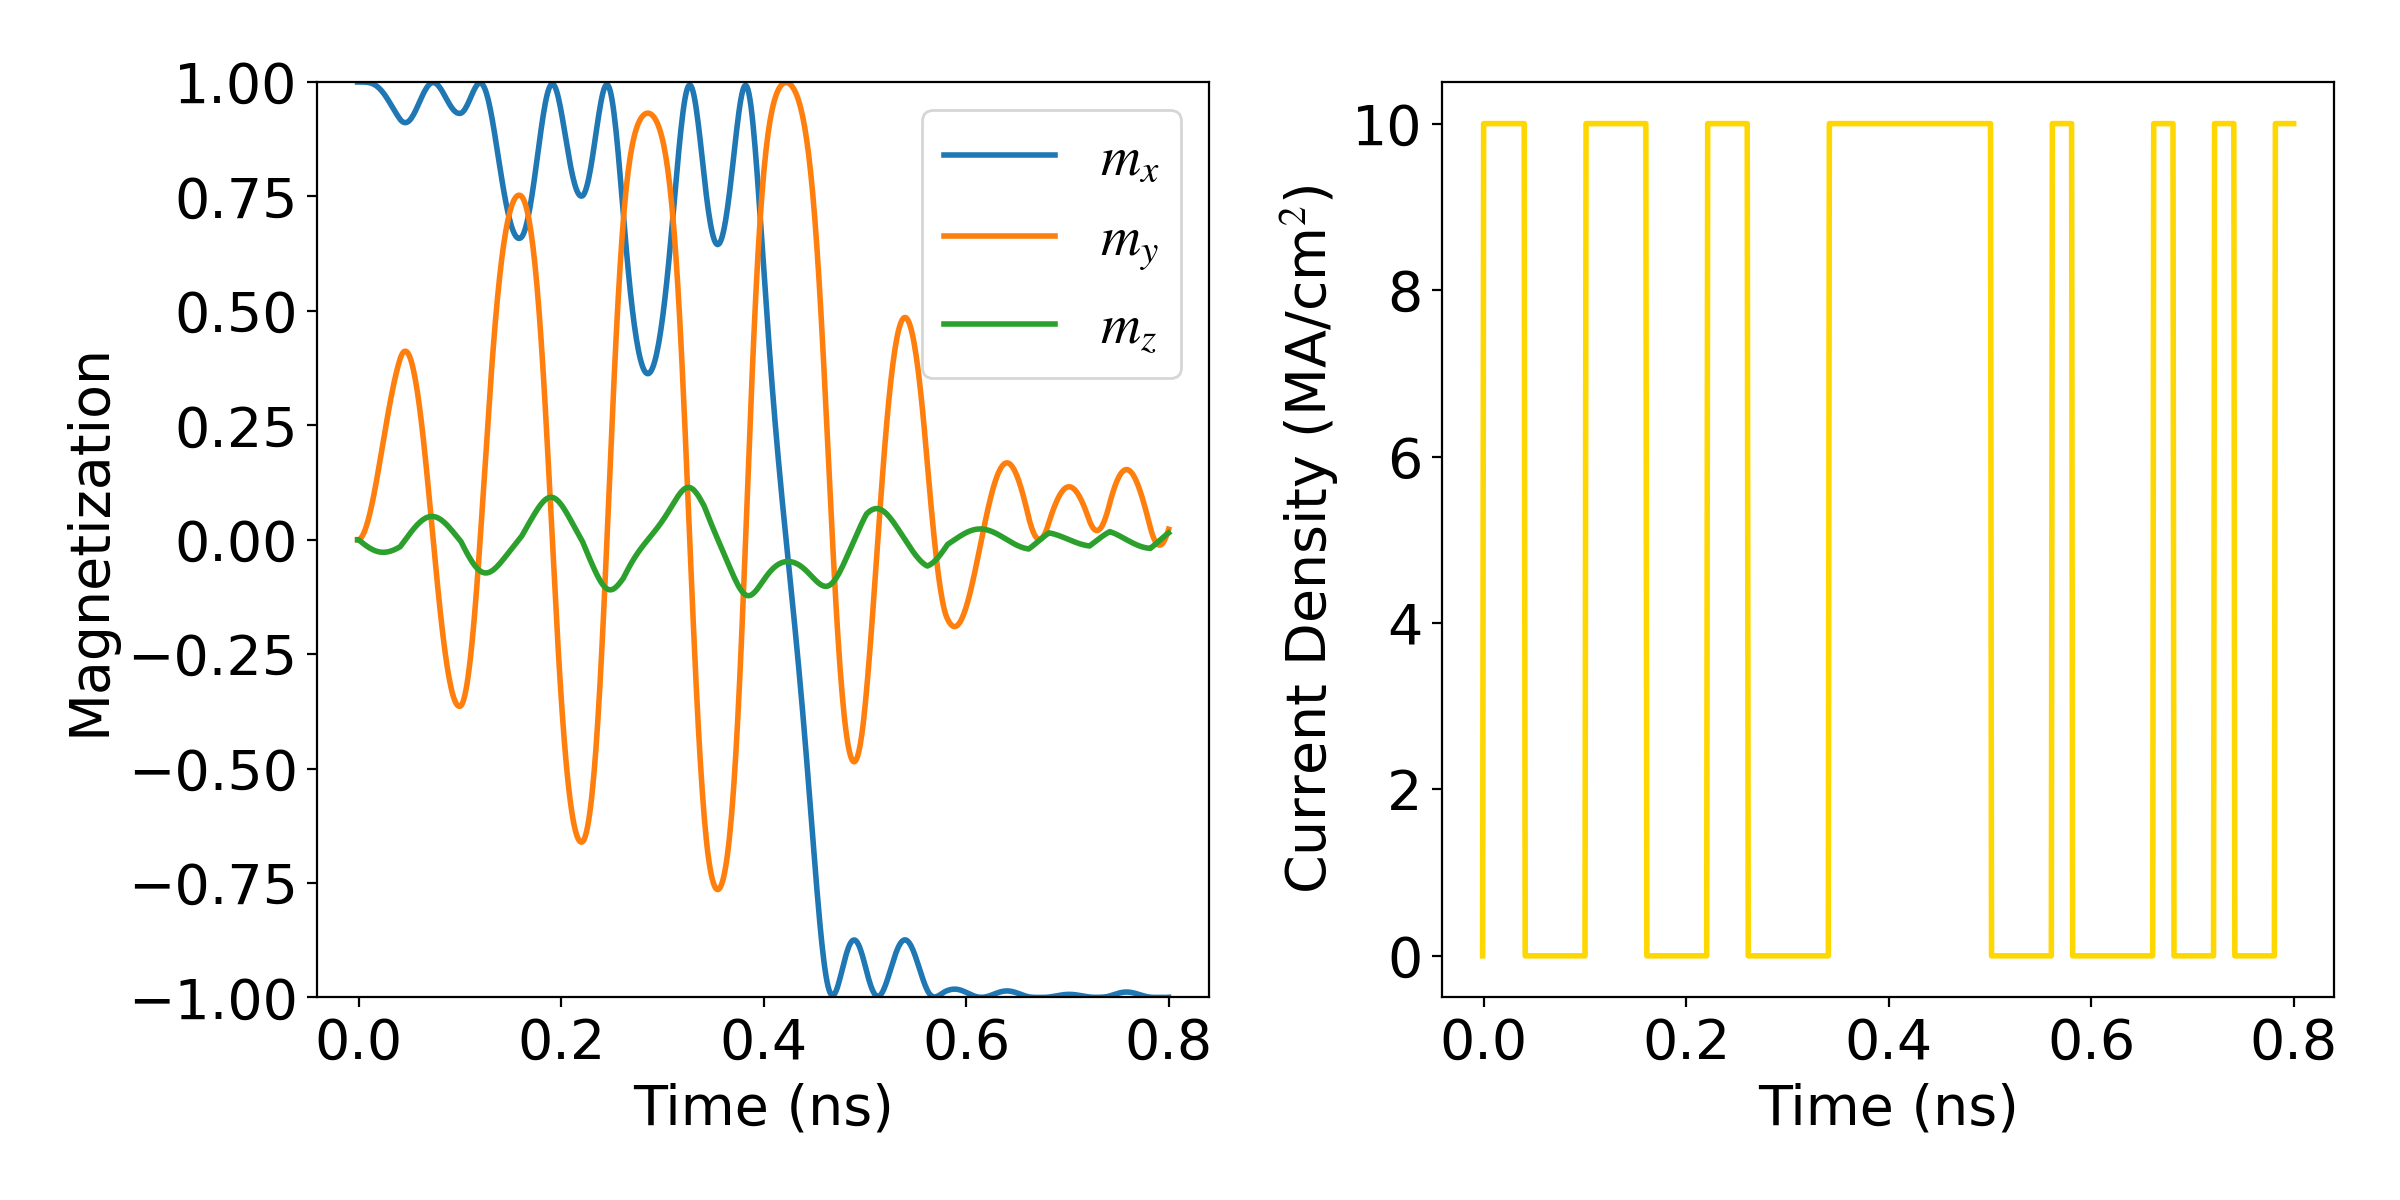 Magnetization
1.00
0.75
0.50
0.25
0.00
−0.25
−0.50
−0.75
−1.00
0.0 0.2 0.4 0.6 0.8
Time (ns)
m_x
m_y
m_z
Current Density (MA/cm²)
10
8
6
4
2
0
0.0 0.2 0.4 0.6 0.8
Time (ns)